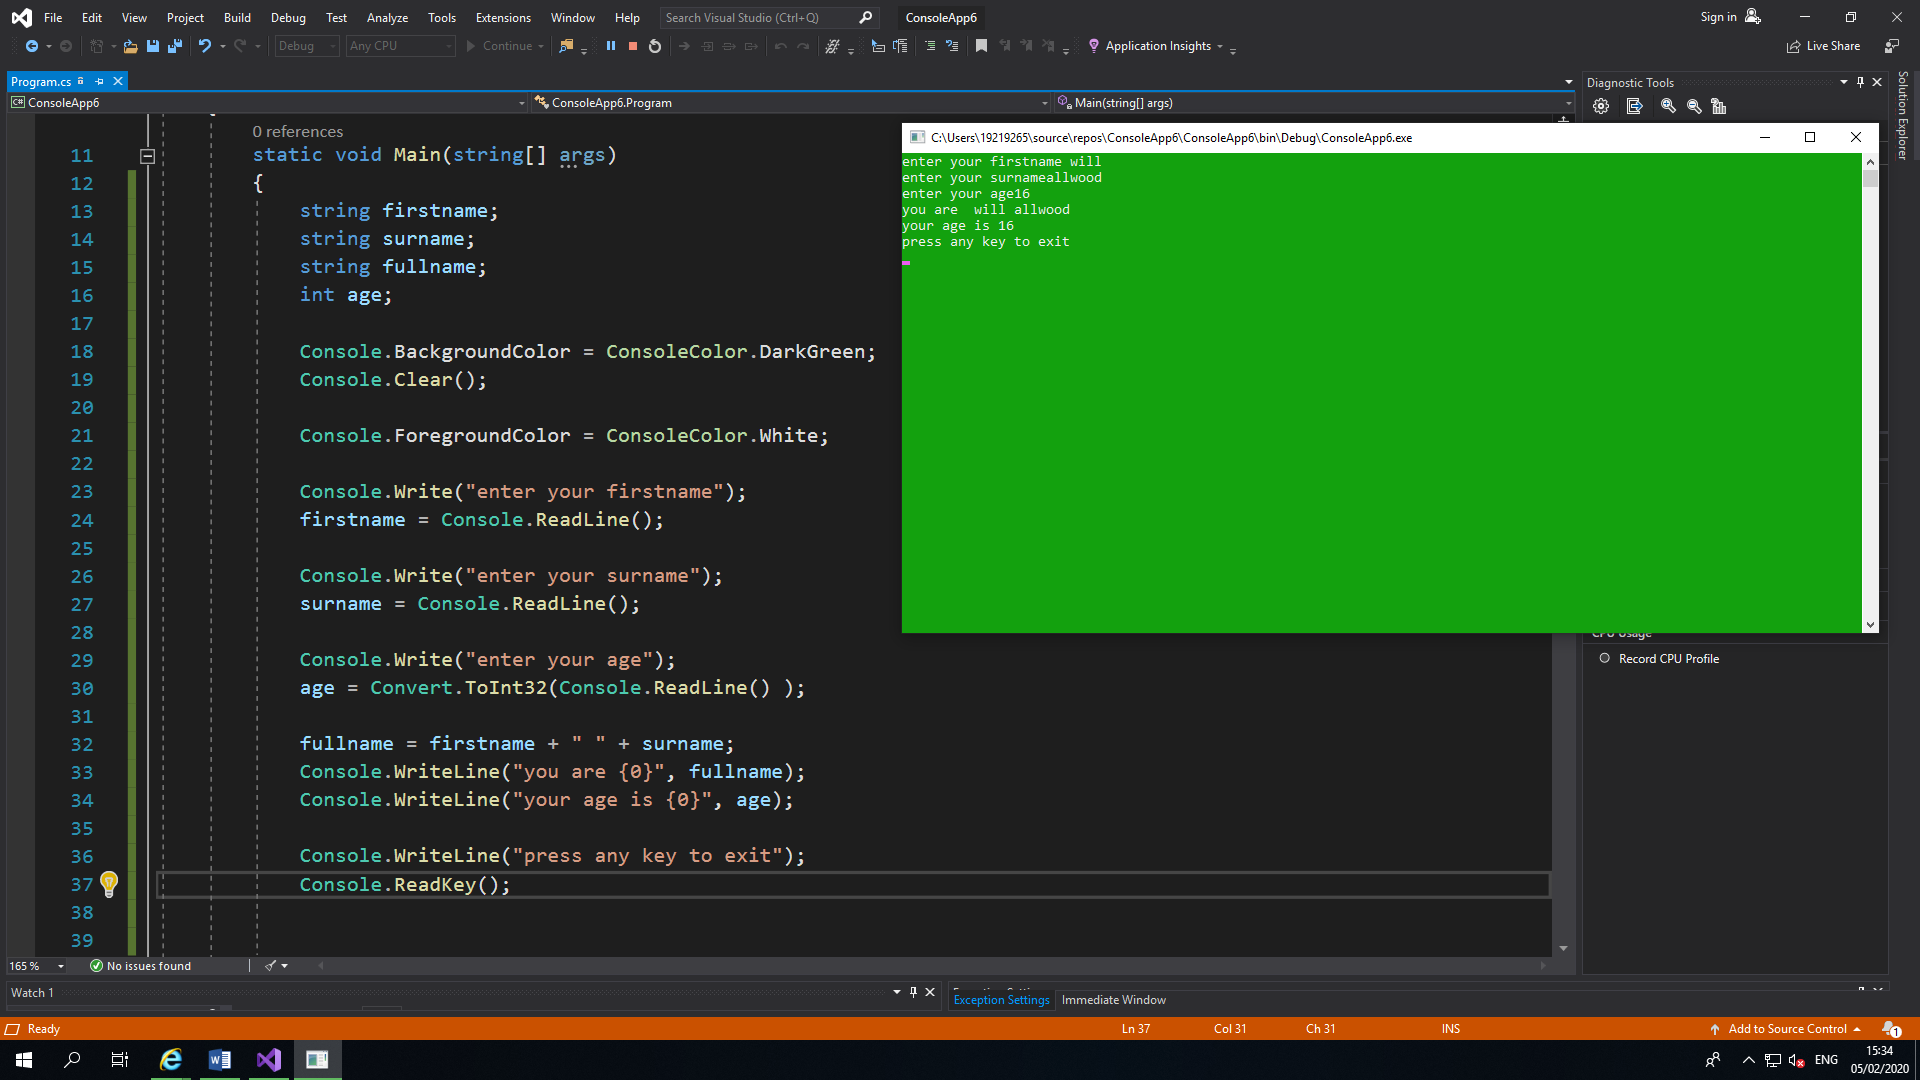 File Edit View Project Build Debug Test Analyze Tools Extensions Window Help Search Visual Studio (Ctrl+Q) ConsoleApp6 Sign in
Debug Any CPU Continue Application Insights Live Share
Program.cs
ConsoleApp6 ConsoleApp6.Program Main(string[] args)
Diagnostic Tools
Solution Explorer
0 references
11 static void Main(string[] args)
12 {
13 string firstname;
14 string surname;
15 string fullname;
16 int age;
17
18 Console.BackgroundColor = ConsoleColor.DarkGreen;
19 Console.Clear();
20
21 Console.ForegroundColor = ConsoleColor.White;
22
23 Console.Write("enter your firstname");
24 firstname = Console.ReadLine();
25
26 Console.Write("enter your surname");
27 surname = Console.ReadLine();
28
29 Console.Write("enter your age");
30 age = Convert.ToInt32(Console.ReadLine() );
31
32 fullname = firstname + " " + surname;
33 Console.WriteLine("you are {0}", fullname);
34 Console.WriteLine("your age is {0}", age);
35
36 Console.WriteLine("press any key to exit");
37 Console.ReadKey();
38
39
C:\Users\19219265\source\repos\ConsoleApp6\ConsoleApp6\bin\Debug\ConsoleApp6.exe
enter your firstname will
enter your surnameallwood
enter your age16
you are  will allwood
your age is 16
press any key to exit
CPU Usage
Record CPU Profile
165 % No issues found
Watch 1
Exception Settings
Exception Settings Immediate Window
Ready Ln 37 Col 31 Ch 31 INS Add to Source Control 1
ENG
15:34
05/02/2020